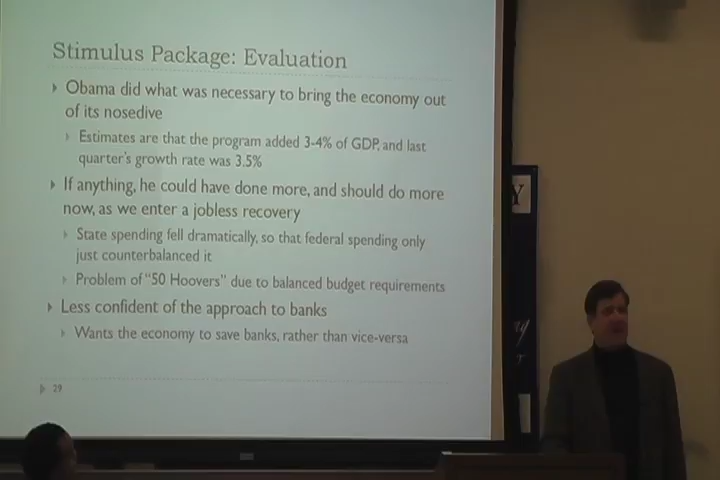 Stimulus Package: Evaluation
Obama did what was necessary to bring the economy out
of its nosedive
Estimates are that the program added 3-4% of GDP, and last
quarter's growth rate was 3.5%
If anything, he could have done more, and should do more
now, as we enter a jobless recovery
State spending fell dramatically, so that federal spending only
just counterbalanced it
Problem of "50 Hoovers" due to balanced budget requirements
Less confident of the approach to banks
Wants the economy to save banks, rather than vice-versa
29
Y